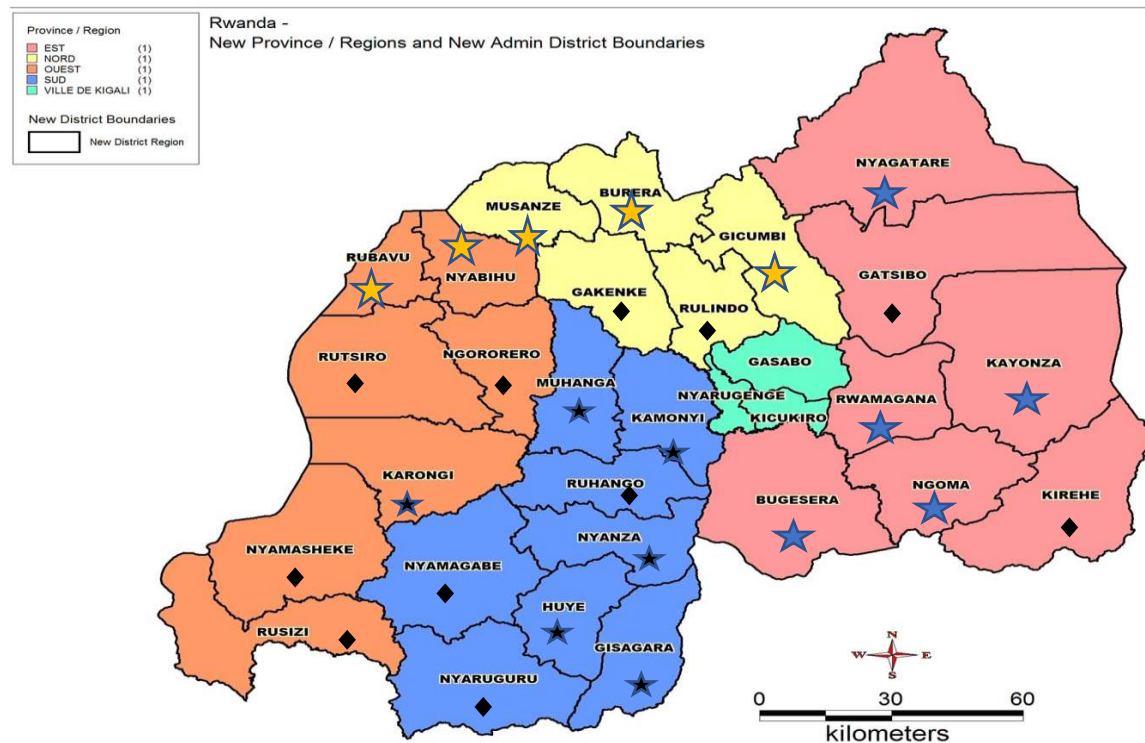 Province / Region
EST (1)
NORD (1)
OUEST (1)
SUD (1)
VILLE DE KIGALI (1)
New District Boundaries
New District Region
Rwanda -
New Province / Regions and New Admin District Boundaries
NYAGATARE
BURERA
MUSANZE
GICUMBI
RUBAVU
NYABIHU
GATSIBO
GAKENKE
RULINDO
RUTSIRO
NGORORERO
GASABO
KAYONZA
MUHANGA
NYARUGENGE
RWAMAGANA
KAMONYI
KICUKIRO
KARONGI
RUHANGO
NGOMA
BUGESERA
KIREHE
NYANZA
NYAMASHEKE
NYAMAGABE
HUYE
RUSIZI
GISAGARA
NYARUGURU
N
W E
S
0 30 60
kilometers